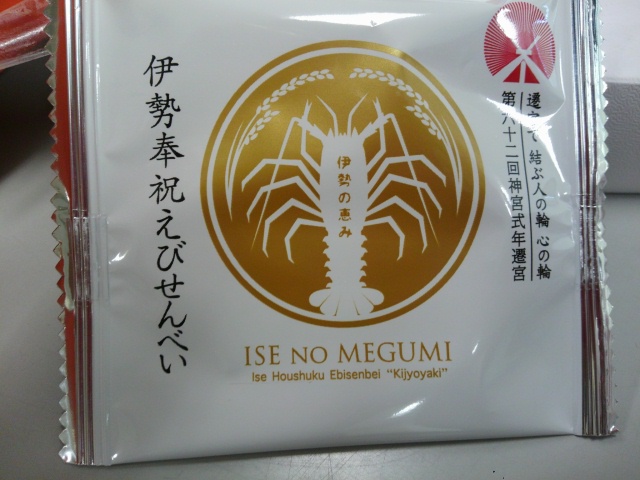 伊勢奉祝えびせんべい
伊勢の恵み
遷宮で 結ぶ人の輪 心の輪
第六十二回神宮式年遷宮
ISE NO MEGUMI
Ise Houshuku Ebisenbei "Kijyoyaki"